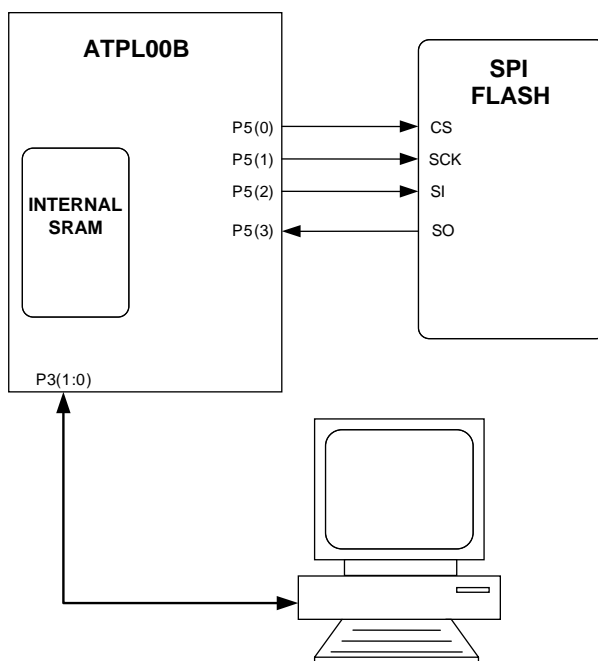 ATPL00B
SPI
FLASH
P5(0)
CS
P5(1)
SCK
P5(2)
SI
P5(3)
SO
INTERNAL
SRAM
P3(1:0)